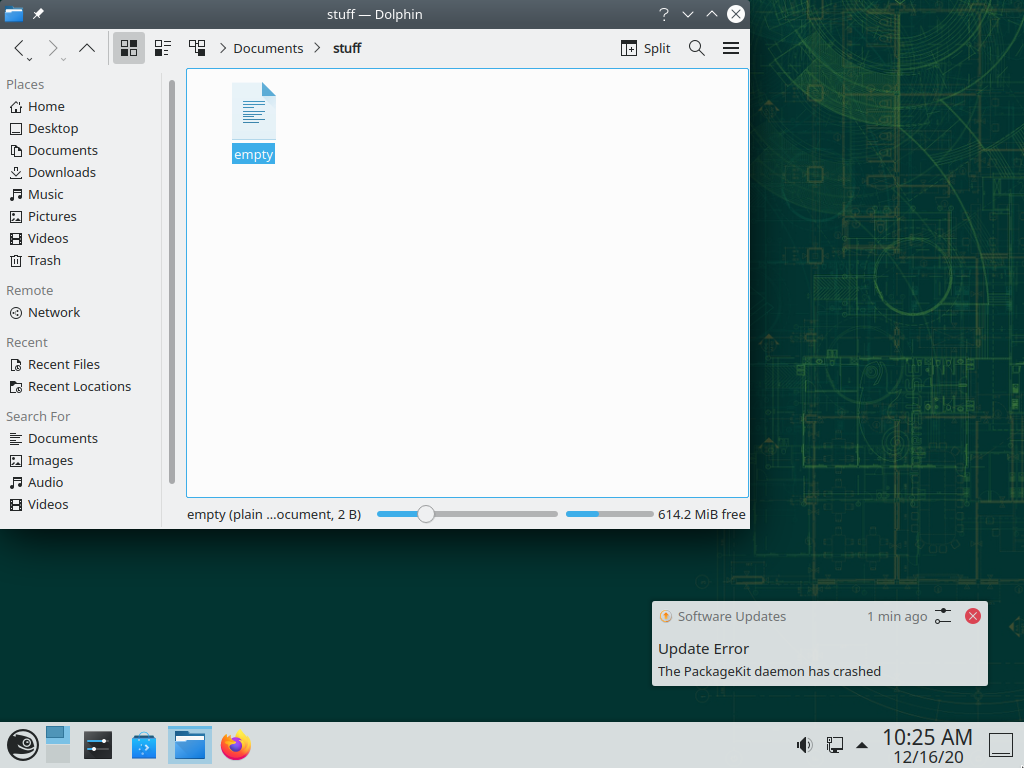 stuff — Dolphin
Documents > stuff
Split
Places
Home
Desktop
Documents
Downloads
Music
Pictures
Videos
Trash
Remote
Network
Recent
Recent Files
Recent Locations
Search For
Documents
Images
Audio
Videos
empty
empty (plain ...ocument, 2 B)
614.2 MiB free
Software Updates 1 min ago
Update Error
The PackageKit daemon has crashed
10:25 AM
12/16/20